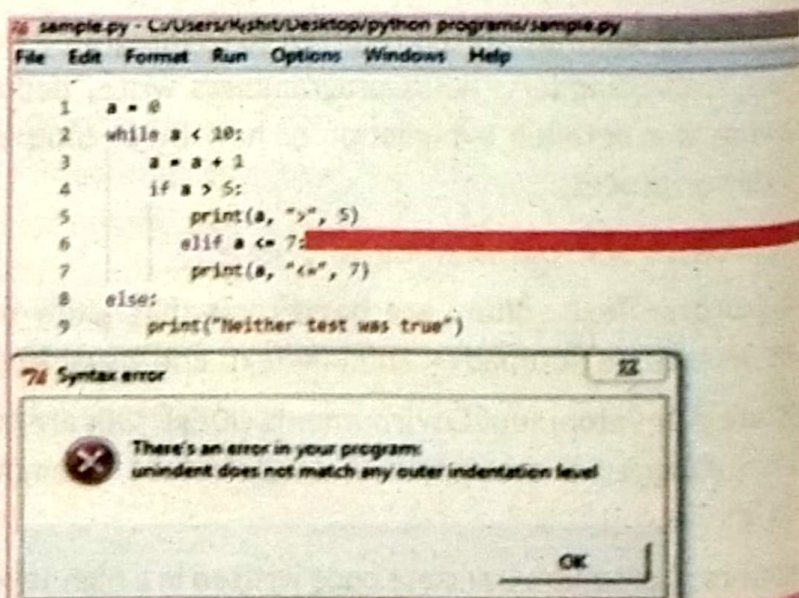 sample.py - C:/Users/Kishit/Desktop/python programs/sample.py
File Edit Format Run Options Windows Help
1 a = 0
2 while a < 10:
3 a = a + 1
4 if a > 5:
5 print(a, ">", 5)
6 elif a <= 7:
7 print(a, "<=", 7)
8 else:
9 print("Neither test was true")
Syntax error
There's an error in your program:
unindent does not match any outer indentation level
OK